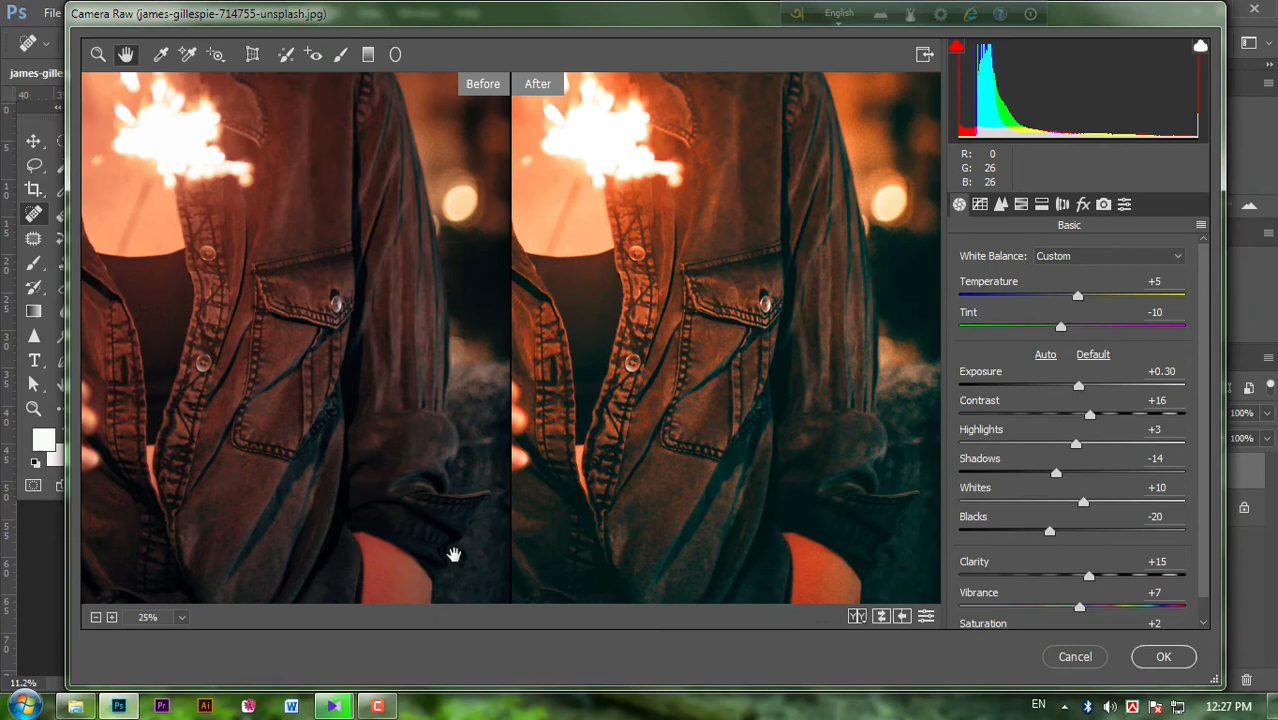 Ps File
Camera Raw (james-gillespie-714755-unsplash.jpg)
English
james-gille
40
Before
After
R: 0
G: 26
B: 26
Basic
White Balance: Custom
Temperature +5
Tint -10
Auto Default
Exposure +0.30
Contrast +16
Highlights +3
Shadows -14
Whites +10
Blacks -20
Clarity +15
Vibrance +7
Saturation +2
25%
Y Y
100%
100%
Cancel OK
11.2%
Ps Pr Ai W C
EN 12:27 PM